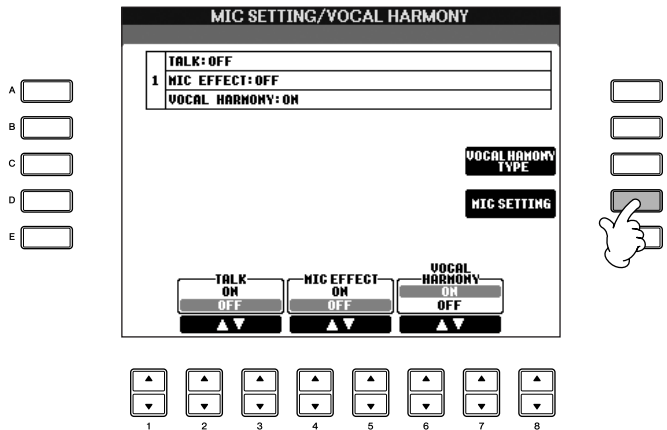 MIC SETTING/VOCAL HARMONY
TALK:OFF
1 MIC EFFECT:OFF
VOCAL HARMONY:ON
A
B
C
D
E
VOCAL HAMONY
TYPE
MIC SETTING
TALK
ON
OFF
MIC EFFECT
ON
OFF
VOCAL
HARMONY
ON
OFF
1 2 3 4 5 6 7 8